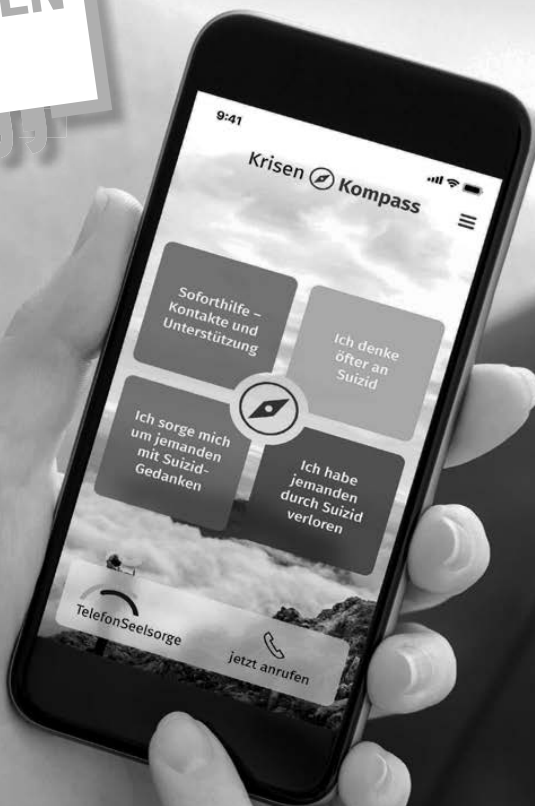 EN
9:41
Krisen Kompass
Soforthilfe –
Kontakte und
Unterstützung
Ich denke
öfter an
Suizid
Ich sorge mich
um jemanden
mit Suizid-
Gedanken
Ich habe
jemanden
durch Suizid
verloren
TelefonSeelsorge
jetzt anrufen